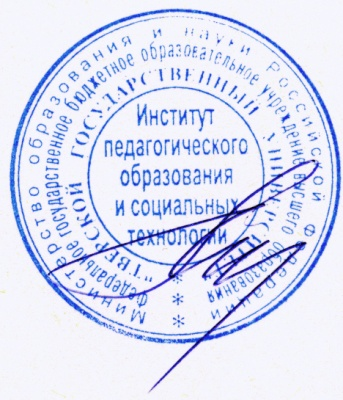 Министерство образования и науки Российской Федерации
Федеральное государственное бюджетное образовательное учреждение высшего образования
"ТВЕРСКОЙ ГОСУДАРСТВЕННЫЙ УНИВЕРСИТЕТ"
Институт
педагогического
образования
и социальных
технологий
* * *